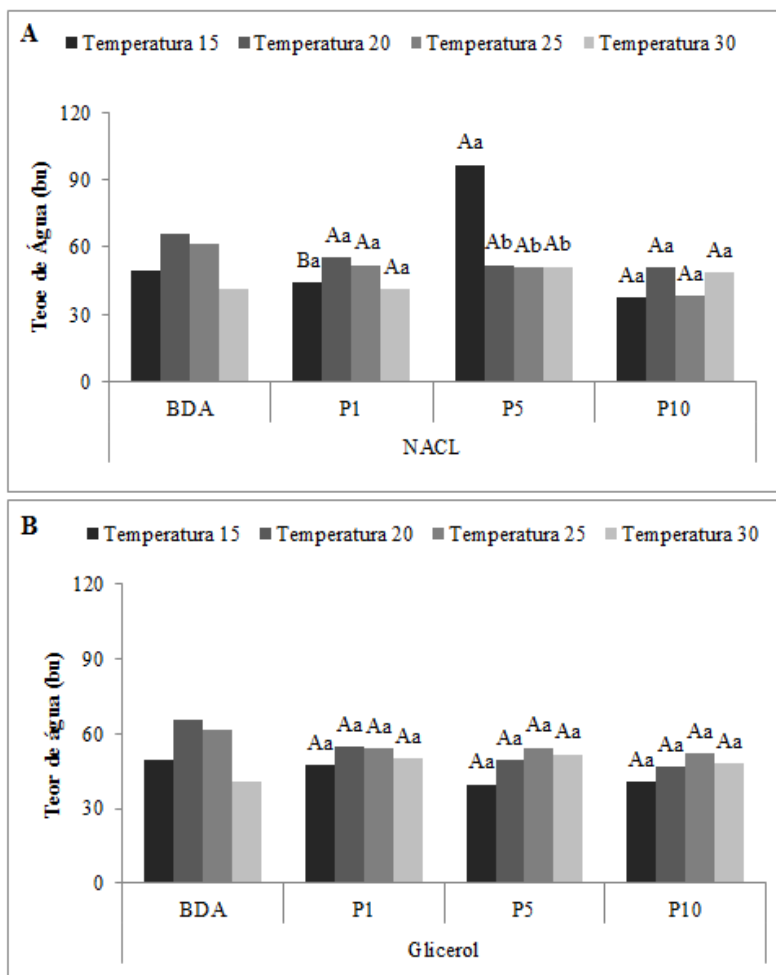 A
Temperatura 15 Temperatura 20 Temperatura 25 Temperatura 30
Teoe de Água (bu)
120
90
60
30
0
Ba Aa Aa Aa
Aa Ab Ab Ab
Aa Aa Aa Aa
BDA P1 P5 P10
NACL
B
Temperatura 15 Temperatura 20 Temperatura 25 Temperatura 30
Teor de água (bu)
120
90
60
30
0
Aa Aa Aa Aa
Aa Aa Aa Aa
Aa Aa Aa Aa
BDA P1 P5 P10
Glicerol